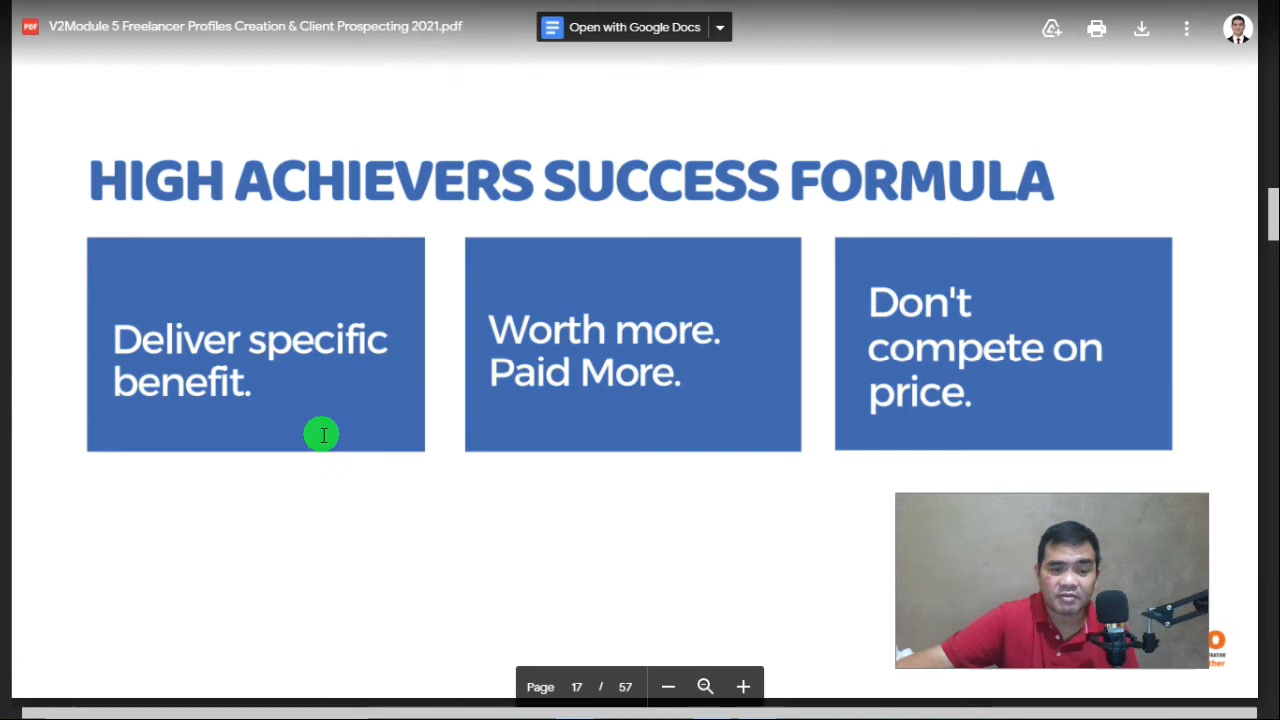 V2Module 5 Freelancer Profiles Creation & Client Prospecting 2021.pdf
Open with Google Docs
HIGH ACHIEVERS SUCCESS FORMULA
Deliver specific
benefit.
Worth more.
Paid More.
Don't
compete on
price.
Page 17 / 57